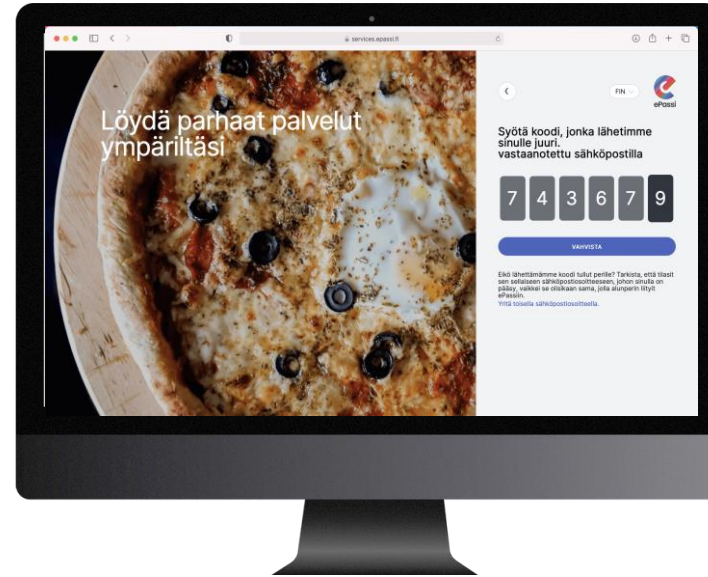 services.epassi.fi
Löydä parhaat palvelut
ympäriltäsi
FIN
ePassi
Syötä koodi, jonka lähetimme
sinulle juuri.
vastaanotettu sähköpostilla
7 4 3 6 7 9
VAHVISTA
Eikö lähettämämme koodi tullut perille? Tarkista, että tilasit
sen sellaiseen sähköpostiosoitteeseen, johon sinulla on
pääsy, vaikkei se olisikaan sama, jolla alunperin liityit
ePassiin.
Yritä toisella sähköpostiosoitteella.